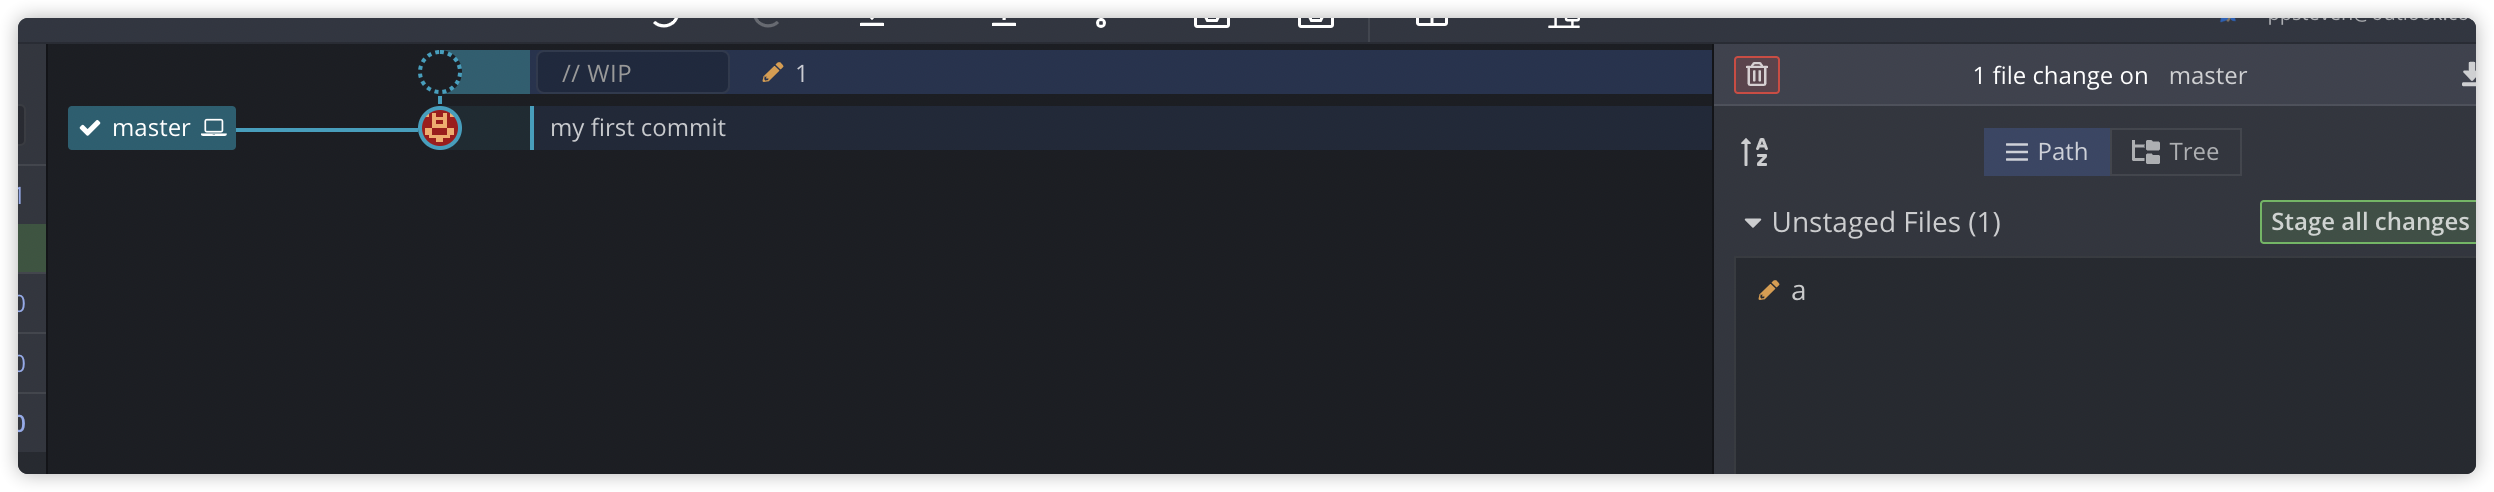 // WIP
1
1 file change on master
master
my first commit
A
Z
Path
Tree
Unstaged Files (1)
Stage all changes
a